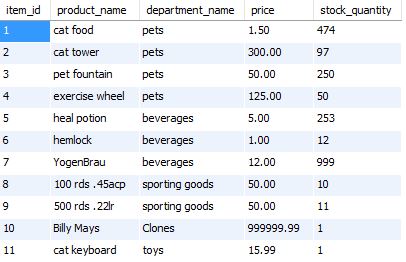 item_id product_name department_name price stock_quantity
1 cat food pets 1.50 474
2 cat tower pets 300.00 97
3 pet fountain pets 50.00 250
4 exercise wheel pets 125.00 50
5 heal potion beverages 5.00 253
6 hemlock beverages 1.00 12
7 YogenBrau beverages 12.00 999
8 100 rds .45acp sporting goods 50.00 10
9 500 rds .22lr sporting goods 50.00 11
10 Billy Mays Clones 999999.99 1
11 cat keyboard toys 15.99 1